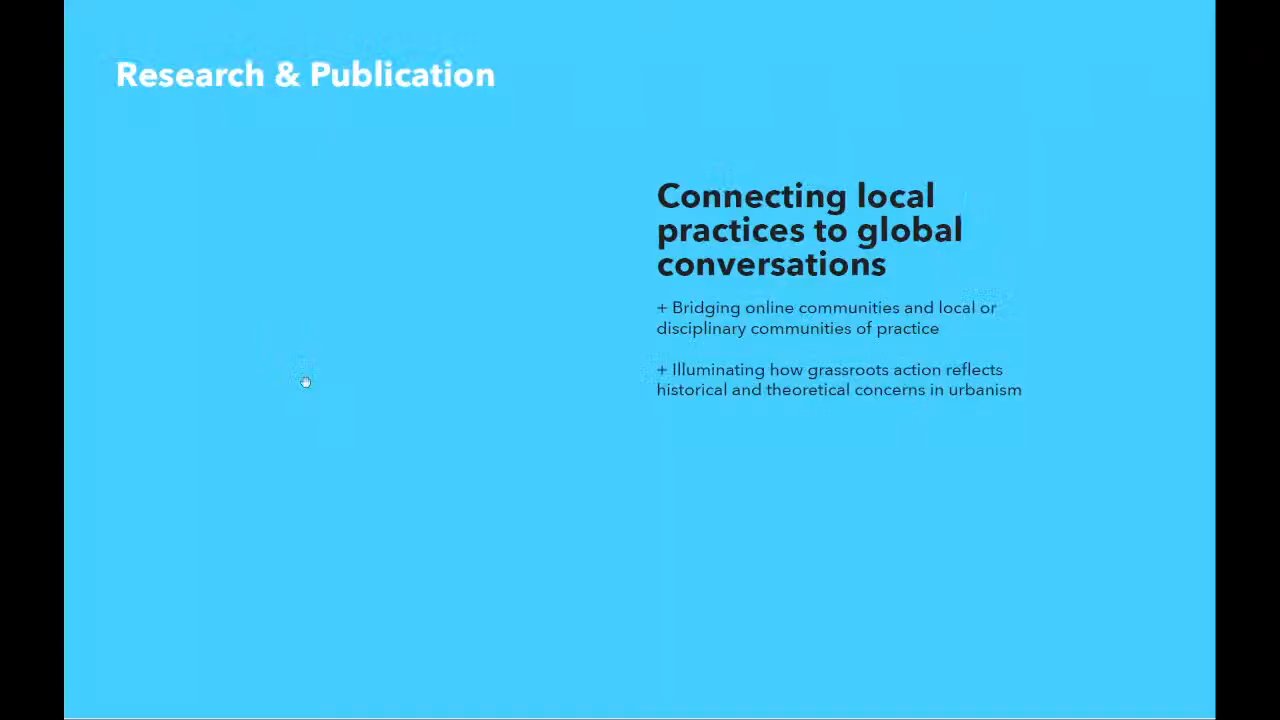 Research & Publication
Connecting local
practices to global
conversations
+ Bridging online communities and local or
disciplinary communities of practice
+ Illuminating how grassroots action reflects
historical and theoretical concerns in urbanism